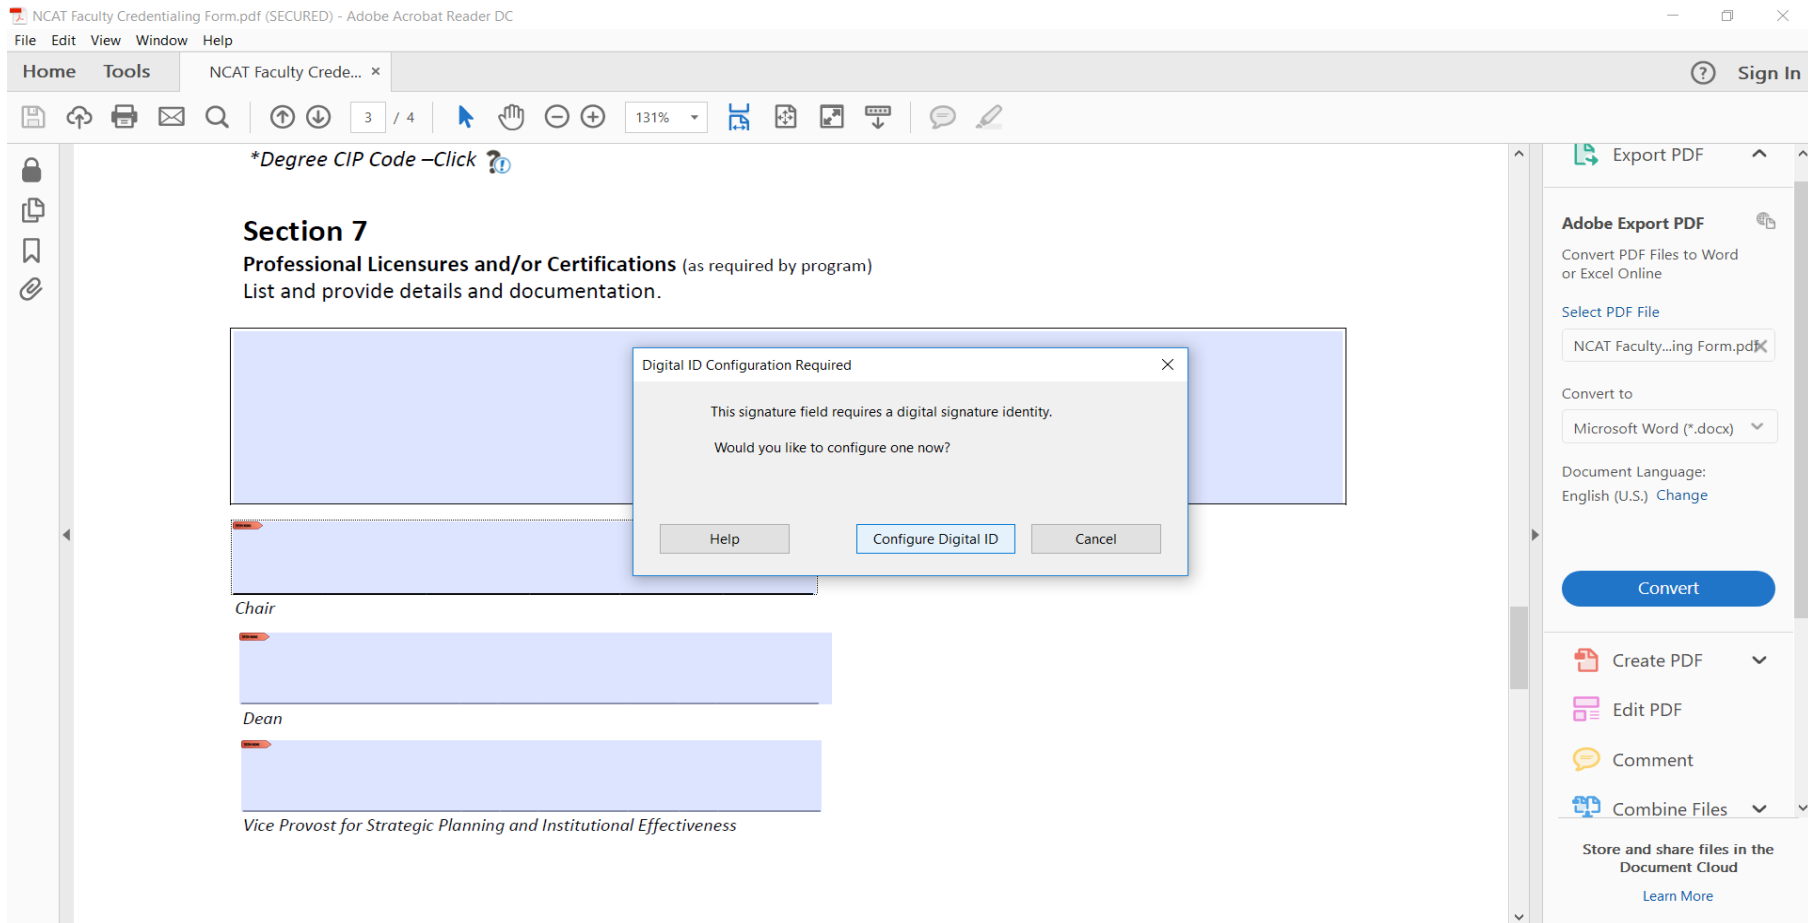 NCAT Faculty Credentialing Form.pdf (SECURED) - Adobe Acrobat Reader DC
File Edit View Window Help
Home Tools NCAT Faculty Crede... × ? Sign In
3 / 4 131%
*Degree CIP Code –Click
Section 7
Professional Licensures and/or Certifications (as required by program)
List and provide details and documentation.
Digital ID Configuration Required
This signature field requires a digital signature identity.
Would you like to configure one now?
Help Configure Digital ID Cancel
Chair
Dean
Vice Provost for Strategic Planning and Institutional Effectiveness
Export PDF
Adobe Export PDF
Convert PDF Files to Word
or Excel Online
Select PDF File
NCAT Faculty...ing Form.pdf
Convert to
Microsoft Word (*.docx)
Document Language:
English (U.S.) Change
Convert
Create PDF
Edit PDF
Comment
Combine Files
Store and share files in the
Document Cloud
Learn More